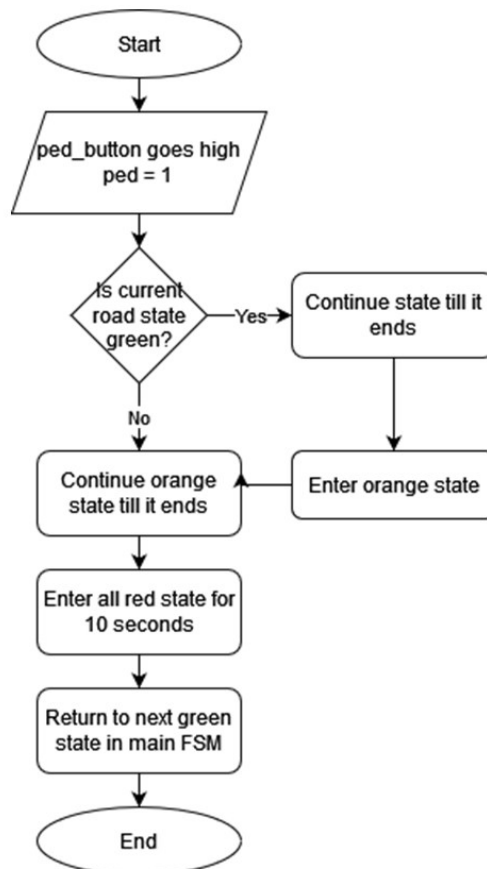 Start
ped_button goes high
ped = 1
Is current
road state
green?
Yes
Continue state till it
ends
No
Continue orange
state till it ends
Enter orange state
Enter all red state for
10 seconds
Return to next green
state in main FSM
End